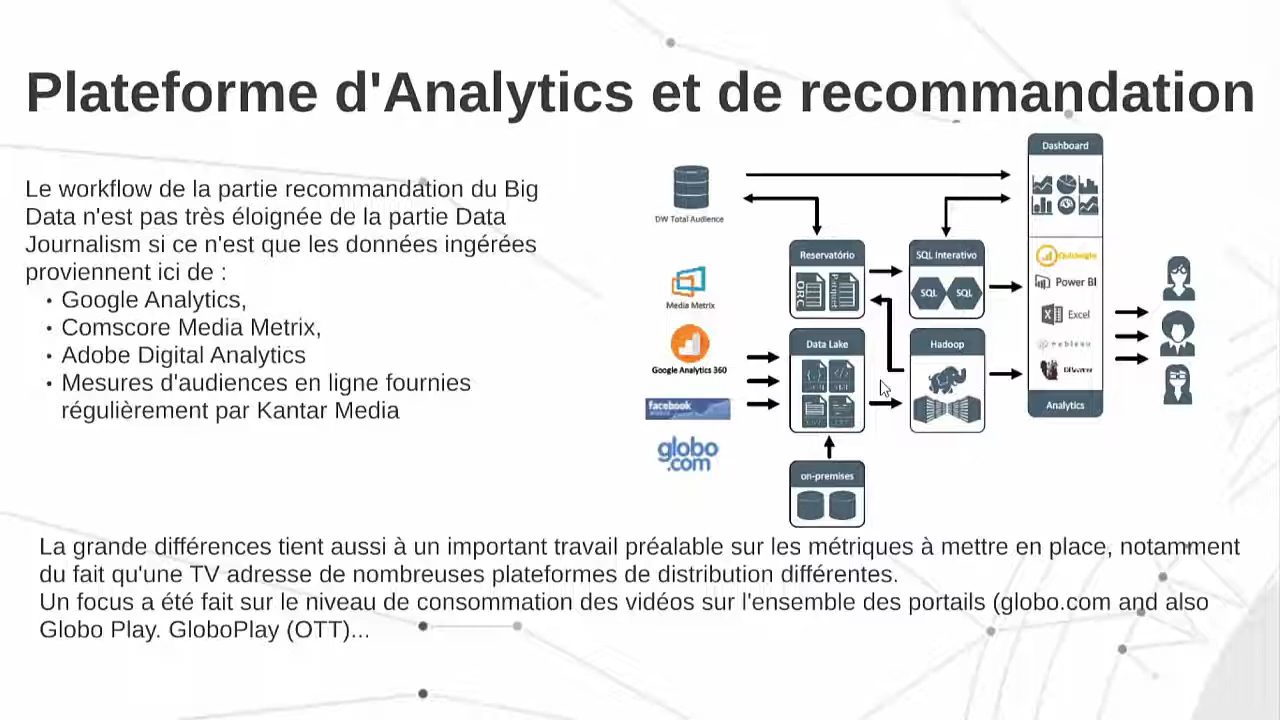 Plateforme d'Analytics et de recommandation
Le workflow de la partie recommandation du Big
Data n'est pas très éloignée de la partie Data
Journalism si ce n'est que les données ingérées
proviennent ici de :
• Google Analytics,
• Comscore Media Metrix,
• Adobe Digital Analytics
• Mesures d'audiences en ligne fournies
régulièrement par Kantar Media
DW Total Audience
Media Metrix
Google Analytics 360
facebook
globo
.com
Reservatório
ORC
Parquet
SQL Interativo
SQL SQL
Data Lake
Hadoop
on-premises
Dashboard
QuickSight
Power BI
Excel
tableau
Analytics
La grande différences tient aussi à un important travail préalable sur les métriques à mettre en place, notamment
du fait qu'une TV adresse de nombreuses plateformes de distribution différentes.
Un focus a été fait sur le niveau de consommation des vidéos sur l'ensemble des portails (globo.com and also
Globo Play. GloboPlay (OTT)...